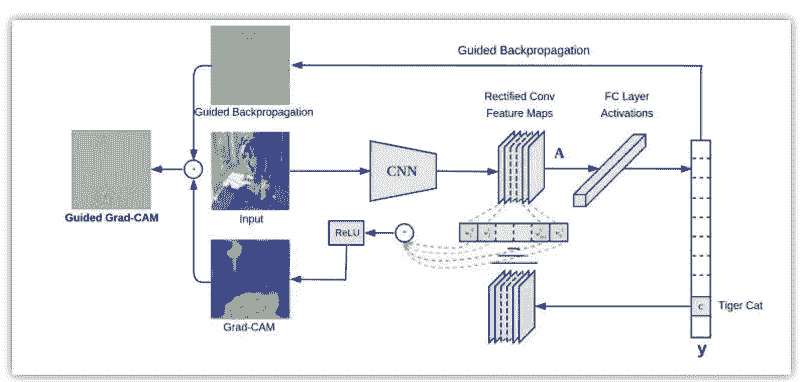 Guided Backpropagation
Guided Backpropagation
Rectified Conv
Feature Maps
FC Layer
Activations
A
CNN
Guided Grad-CAM
Input
ReLU
Grad-CAM
c
Tiger Cat
y